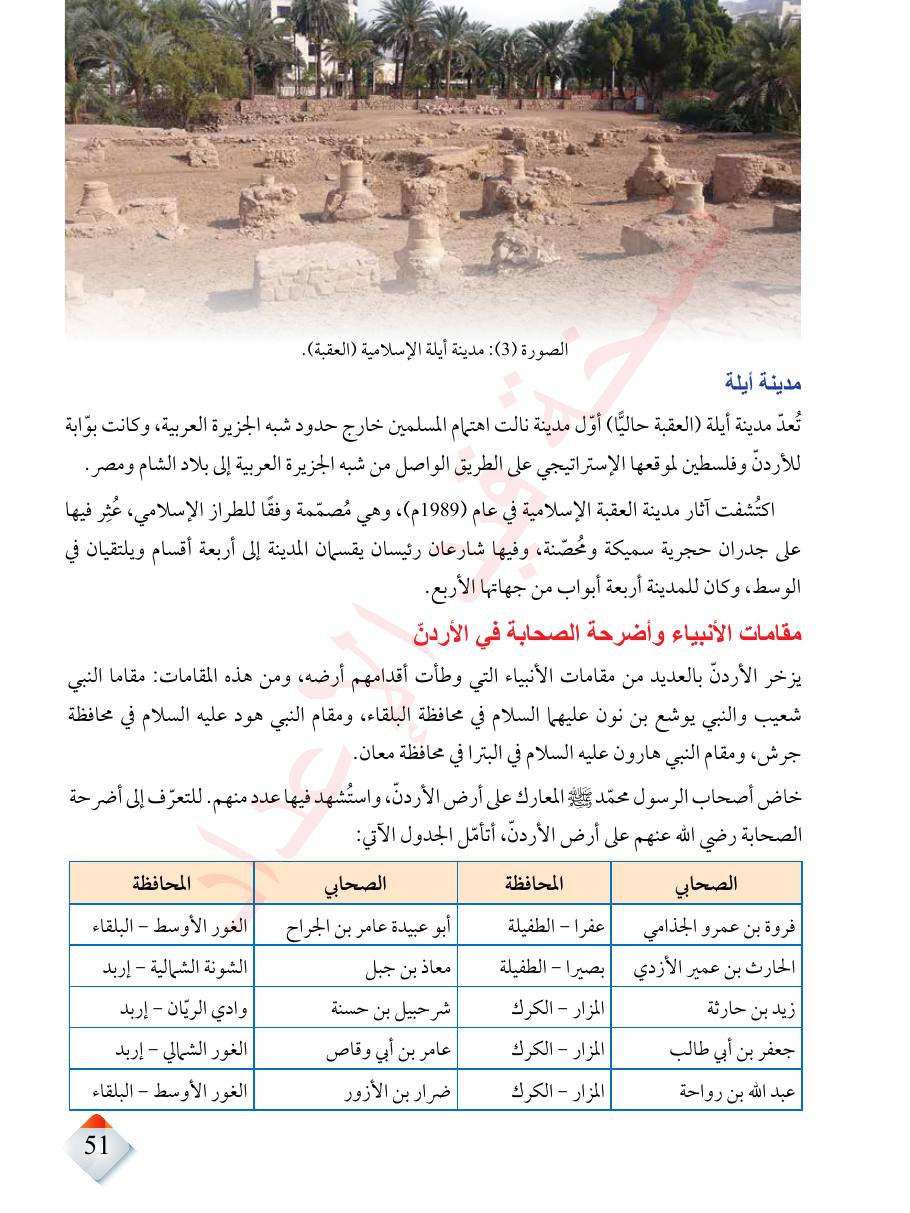 الصورة (3): مدينة أيلة الإسلامية (العقبة).
مدينة أيلة
تُعدّ مدينة أيلة (العقبة حاليًّا) أوّل مدينة نالت اهتمام المسلمين خارج حدود شبه الجزيرة العربية، وكانت بوّابة
للأردنّ وفلسطين لموقعها الإستراتيجي على الطريق الواصل من شبه الجزيرة العربية إلى بلاد الشام ومصر.
اكتُشفت آثار مدينة العقبة الإسلامية في عام (1989م)، وهي مُصمّمة وفقًا للطراز الإسلامي، عُثِر فيها
على جدران حجرية سميكة ومُحصّنة، وفيها شارعان رئيسان يقسمان المدينة إلى أربعة أقسام ويلتقيان في
الوسط، وكان للمدينة أربعة أبواب من جهاتها الأربع.
مقامات الأنبياء وأضرحة الصحابة في الأردنّ
يزخر الأردنّ بالعديد من مقامات الأنبياء التي وطأت أقدامهم أرضه، ومن هذه المقامات: مقاما النبي
شعيب والنبي يوشع بن نون عليهما السلام في محافظة البلقاء، ومقام النبي هود عليه السلام في محافظة
جرش، ومقام النبي هارون عليه السلام في البترا في محافظة معان.
خاض أصحاب الرسول محمّد ﷺ المعارك على أرض الأردنّ، واستُشهد فيها عدد منهم. للتعرّف إلى أضرحة
الصحابة رضي الله عنهم على أرض الأردنّ، أتأمّل الجدول الآتي:
الصحابي المحافظة الصحابي المحافظة
فروة بن عمرو الجذامي عفرا – الطفيلة أبو عبيدة عامر بن الجراح الغور الأوسط – البلقاء
الحارث بن عمير الأزدي بصيرا – الطفيلة معاذ بن جبل الشونة الشمالية – إربد
زيد بن حارثة المزار – الكرك شرحبيل بن حسنة وادي الريّان – إربد
جعفر بن أبي طالب المزار – الكرك عامر بن أبي وقاص الغور الشمالي – إربد
عبد الله بن رواحة المزار – الكرك ضرار بن الأزور الغور الأوسط – البلقاء
51
نسخة قيد الإعداد